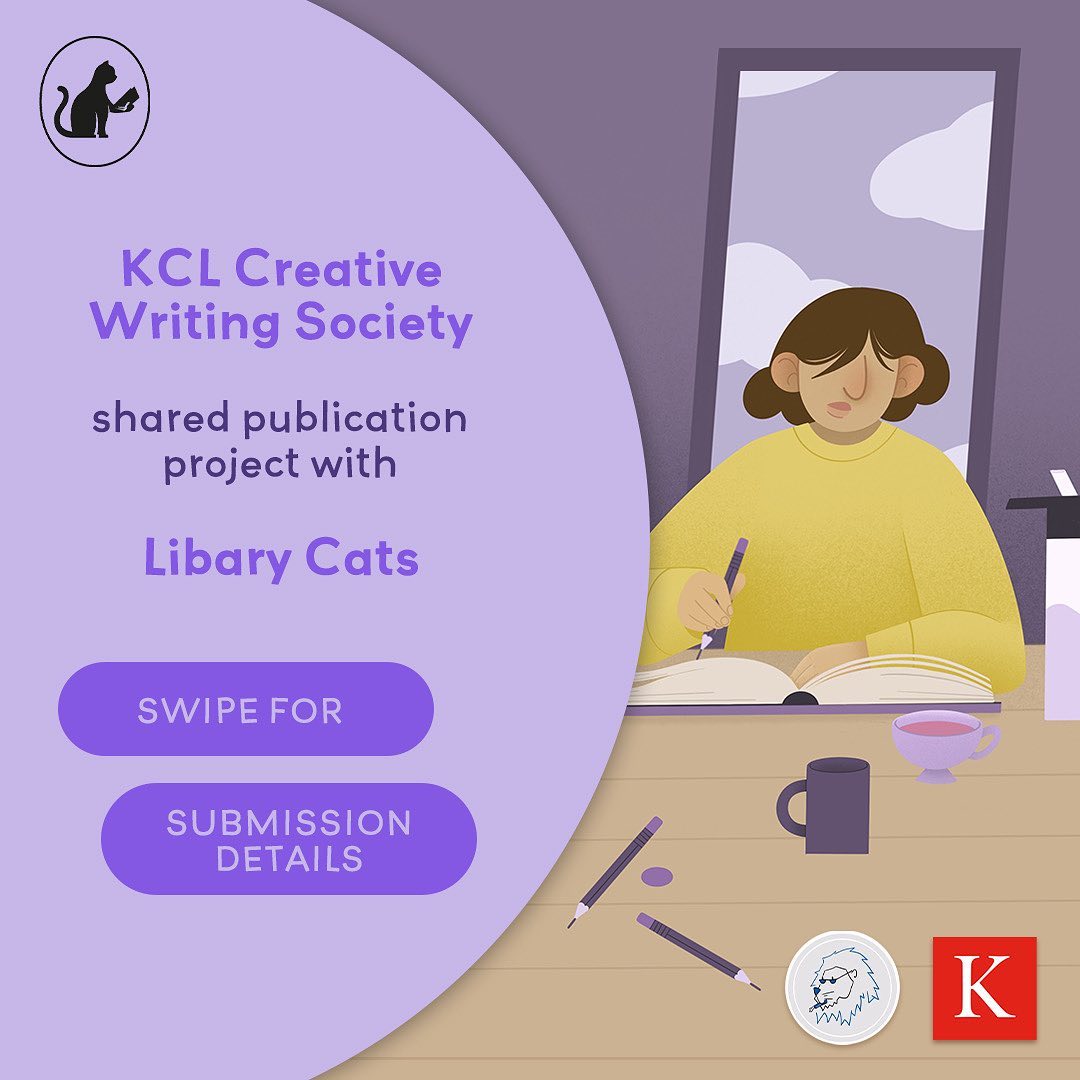 KCL Creative
Writing Society
shared publication
project with
Libary Cats
SWIPE FOR
SUBMISSION
DETAILS
K